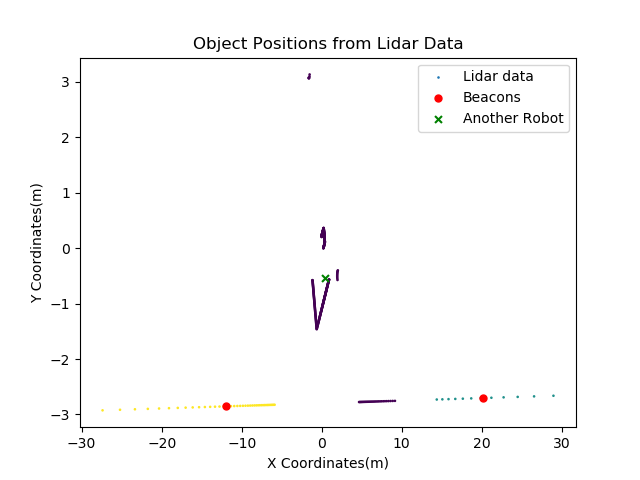 Object Positions from Lidar Data
Lidar data
Beacons
Another Robot
3
2
1
0
−1
−2
−3
Y Coordinates(m)
−30 −20 −10 0 10 20 30
X Coordinates(m)